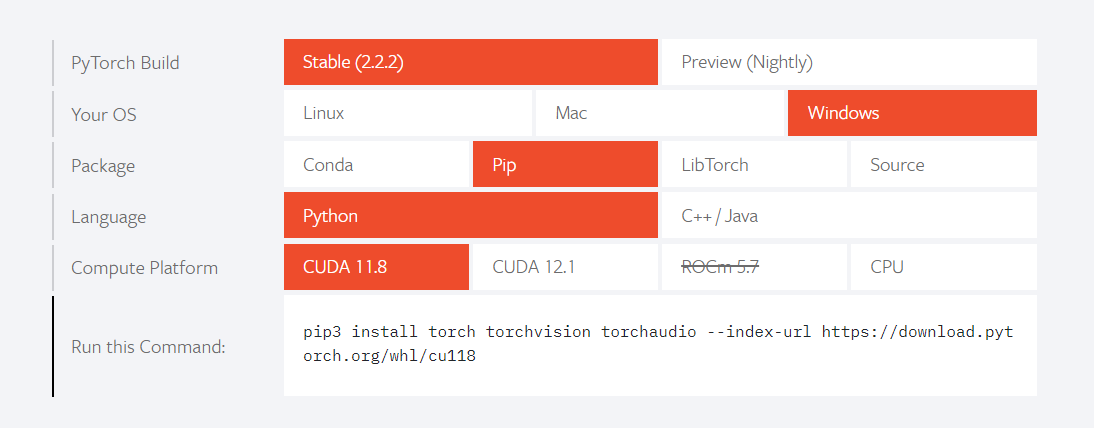 PyTorch Build
Stable (2.2.2)
Preview (Nightly)
Your OS
Linux
Mac
Windows
Package
Conda
Pip
LibTorch
Source
Language
Python
C++ / Java
Compute Platform
CUDA 11.8
CUDA 12.1
ROCm 5.7
CPU
Run this Command:
pip3 install torch torchvision torchaudio --index-url https://download.pyt
orch.org/whl/cu118